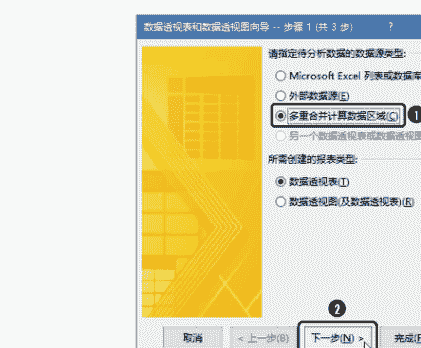 数据透视表和数据透视图向导 -- 步骤 1 (共 3 步) ?
请指定待分析数据的数据源类型:
Microsoft Excel 列表或数据库
外部数据源(E)
多重合并计算数据区域(C) 1
另一个数据透视表或数据透视图
所需创建的报表类型:
数据透视表(T)
数据透视图(及数据透视表)(R)
2
取消 < 上一步(B) 下一步(N) > 完成(F